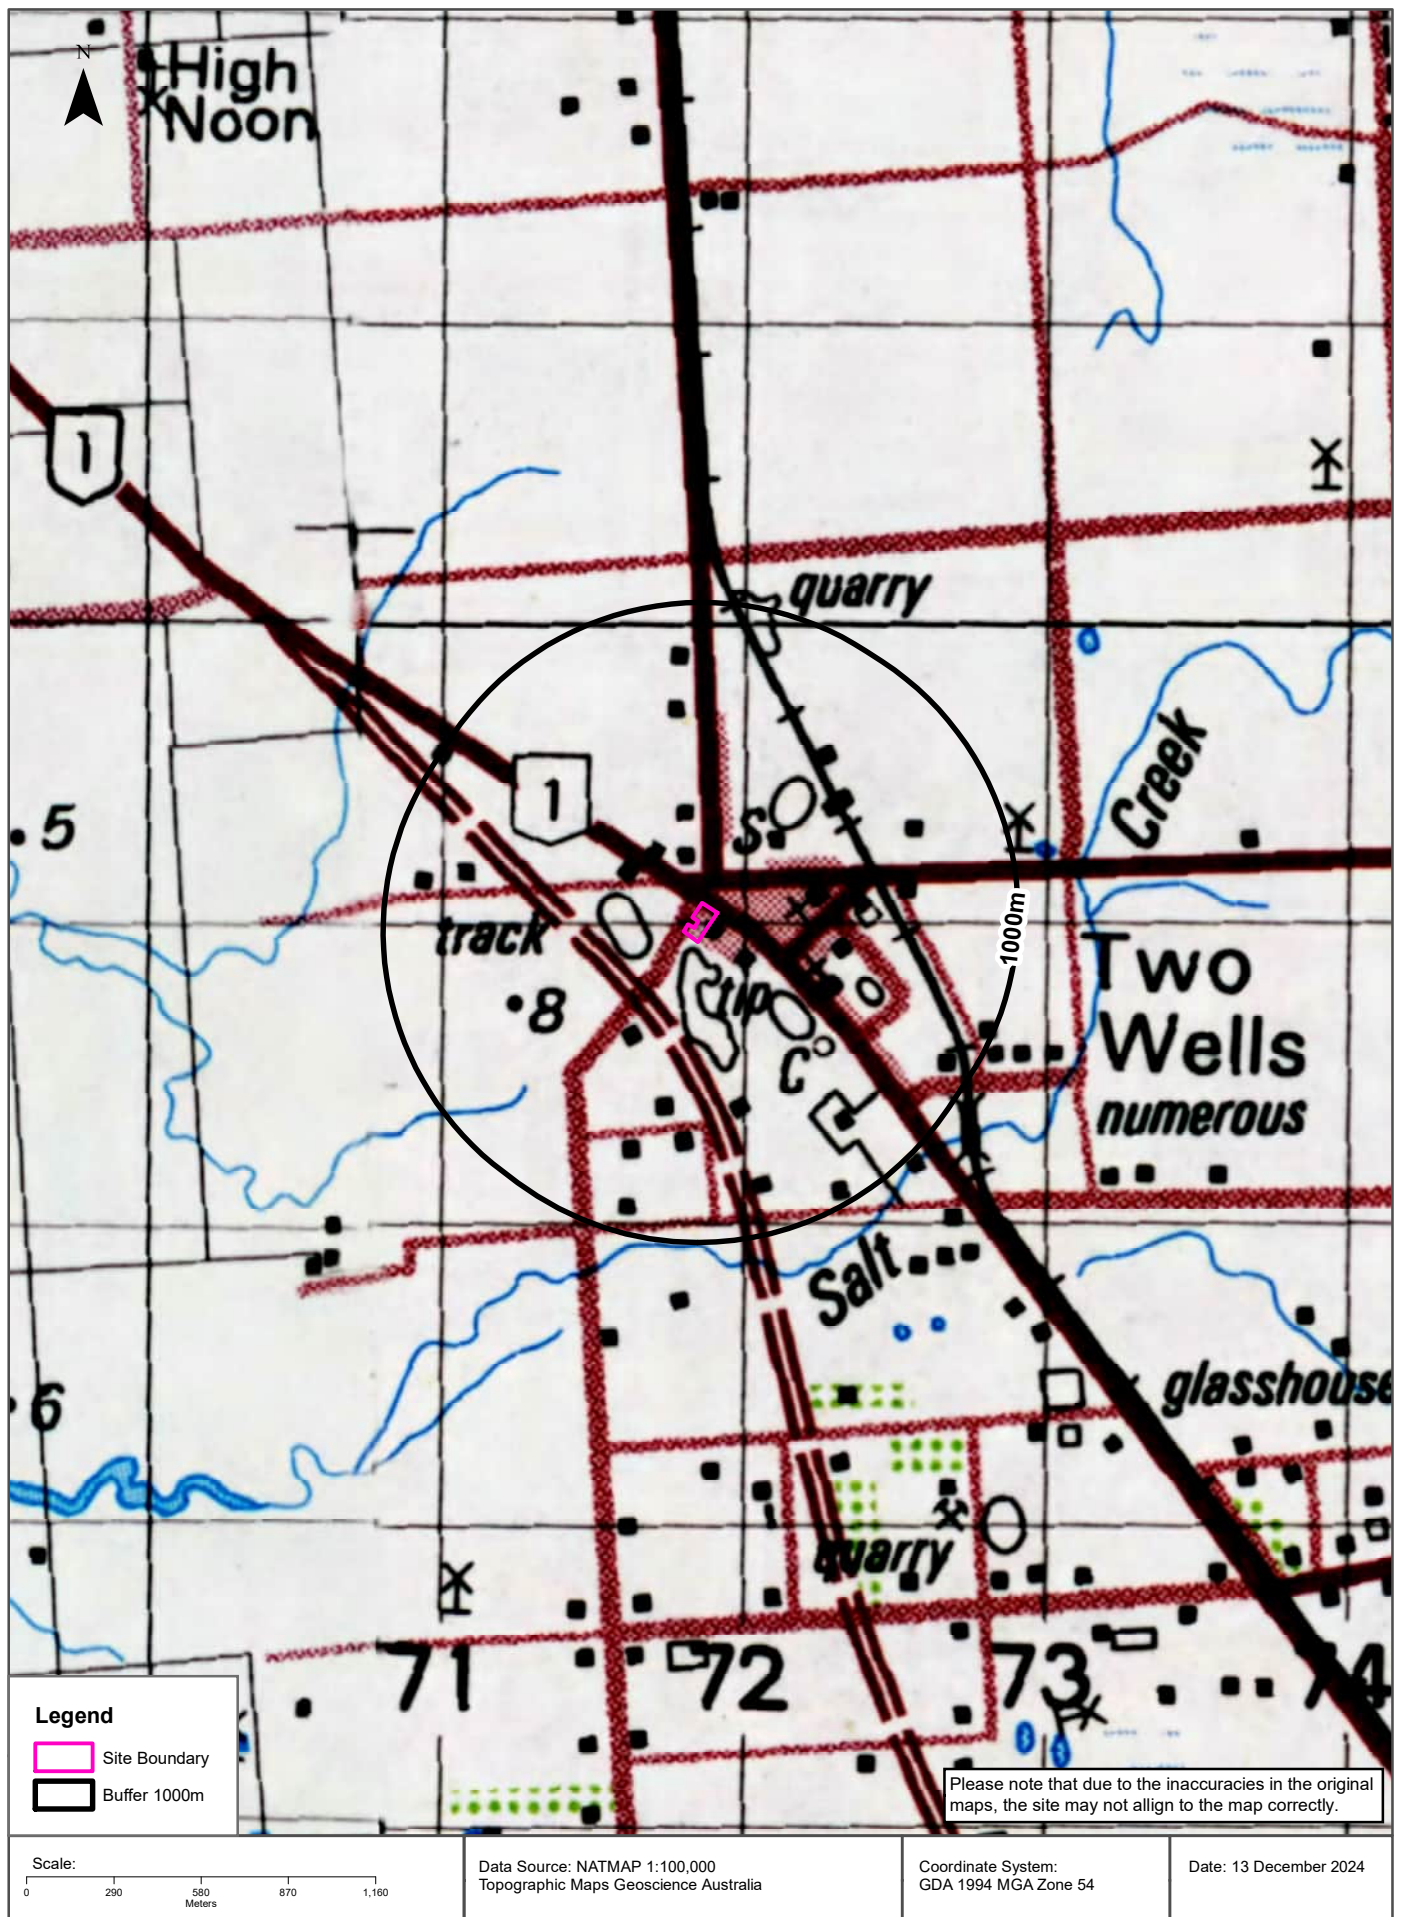 N
High
Noon
1
quarry
1
Creek
5
S
1000m
track
8
tip
Two
Wells
C
numerous
Salt
6
glasshouse
quarry
71
72
73
74
Legend
Site Boundary
Buffer 1000m
Please note that due to the inaccuracies in the original
maps, the site may not allign to the map correctly.
Scale:
0 290 580 870 1,160
Meters
Data Source: NATMAP 1:100,000
Topographic Maps Geoscience Australia
Coordinate System:
GDA 1994 MGA Zone 54
Date: 13 December 2024